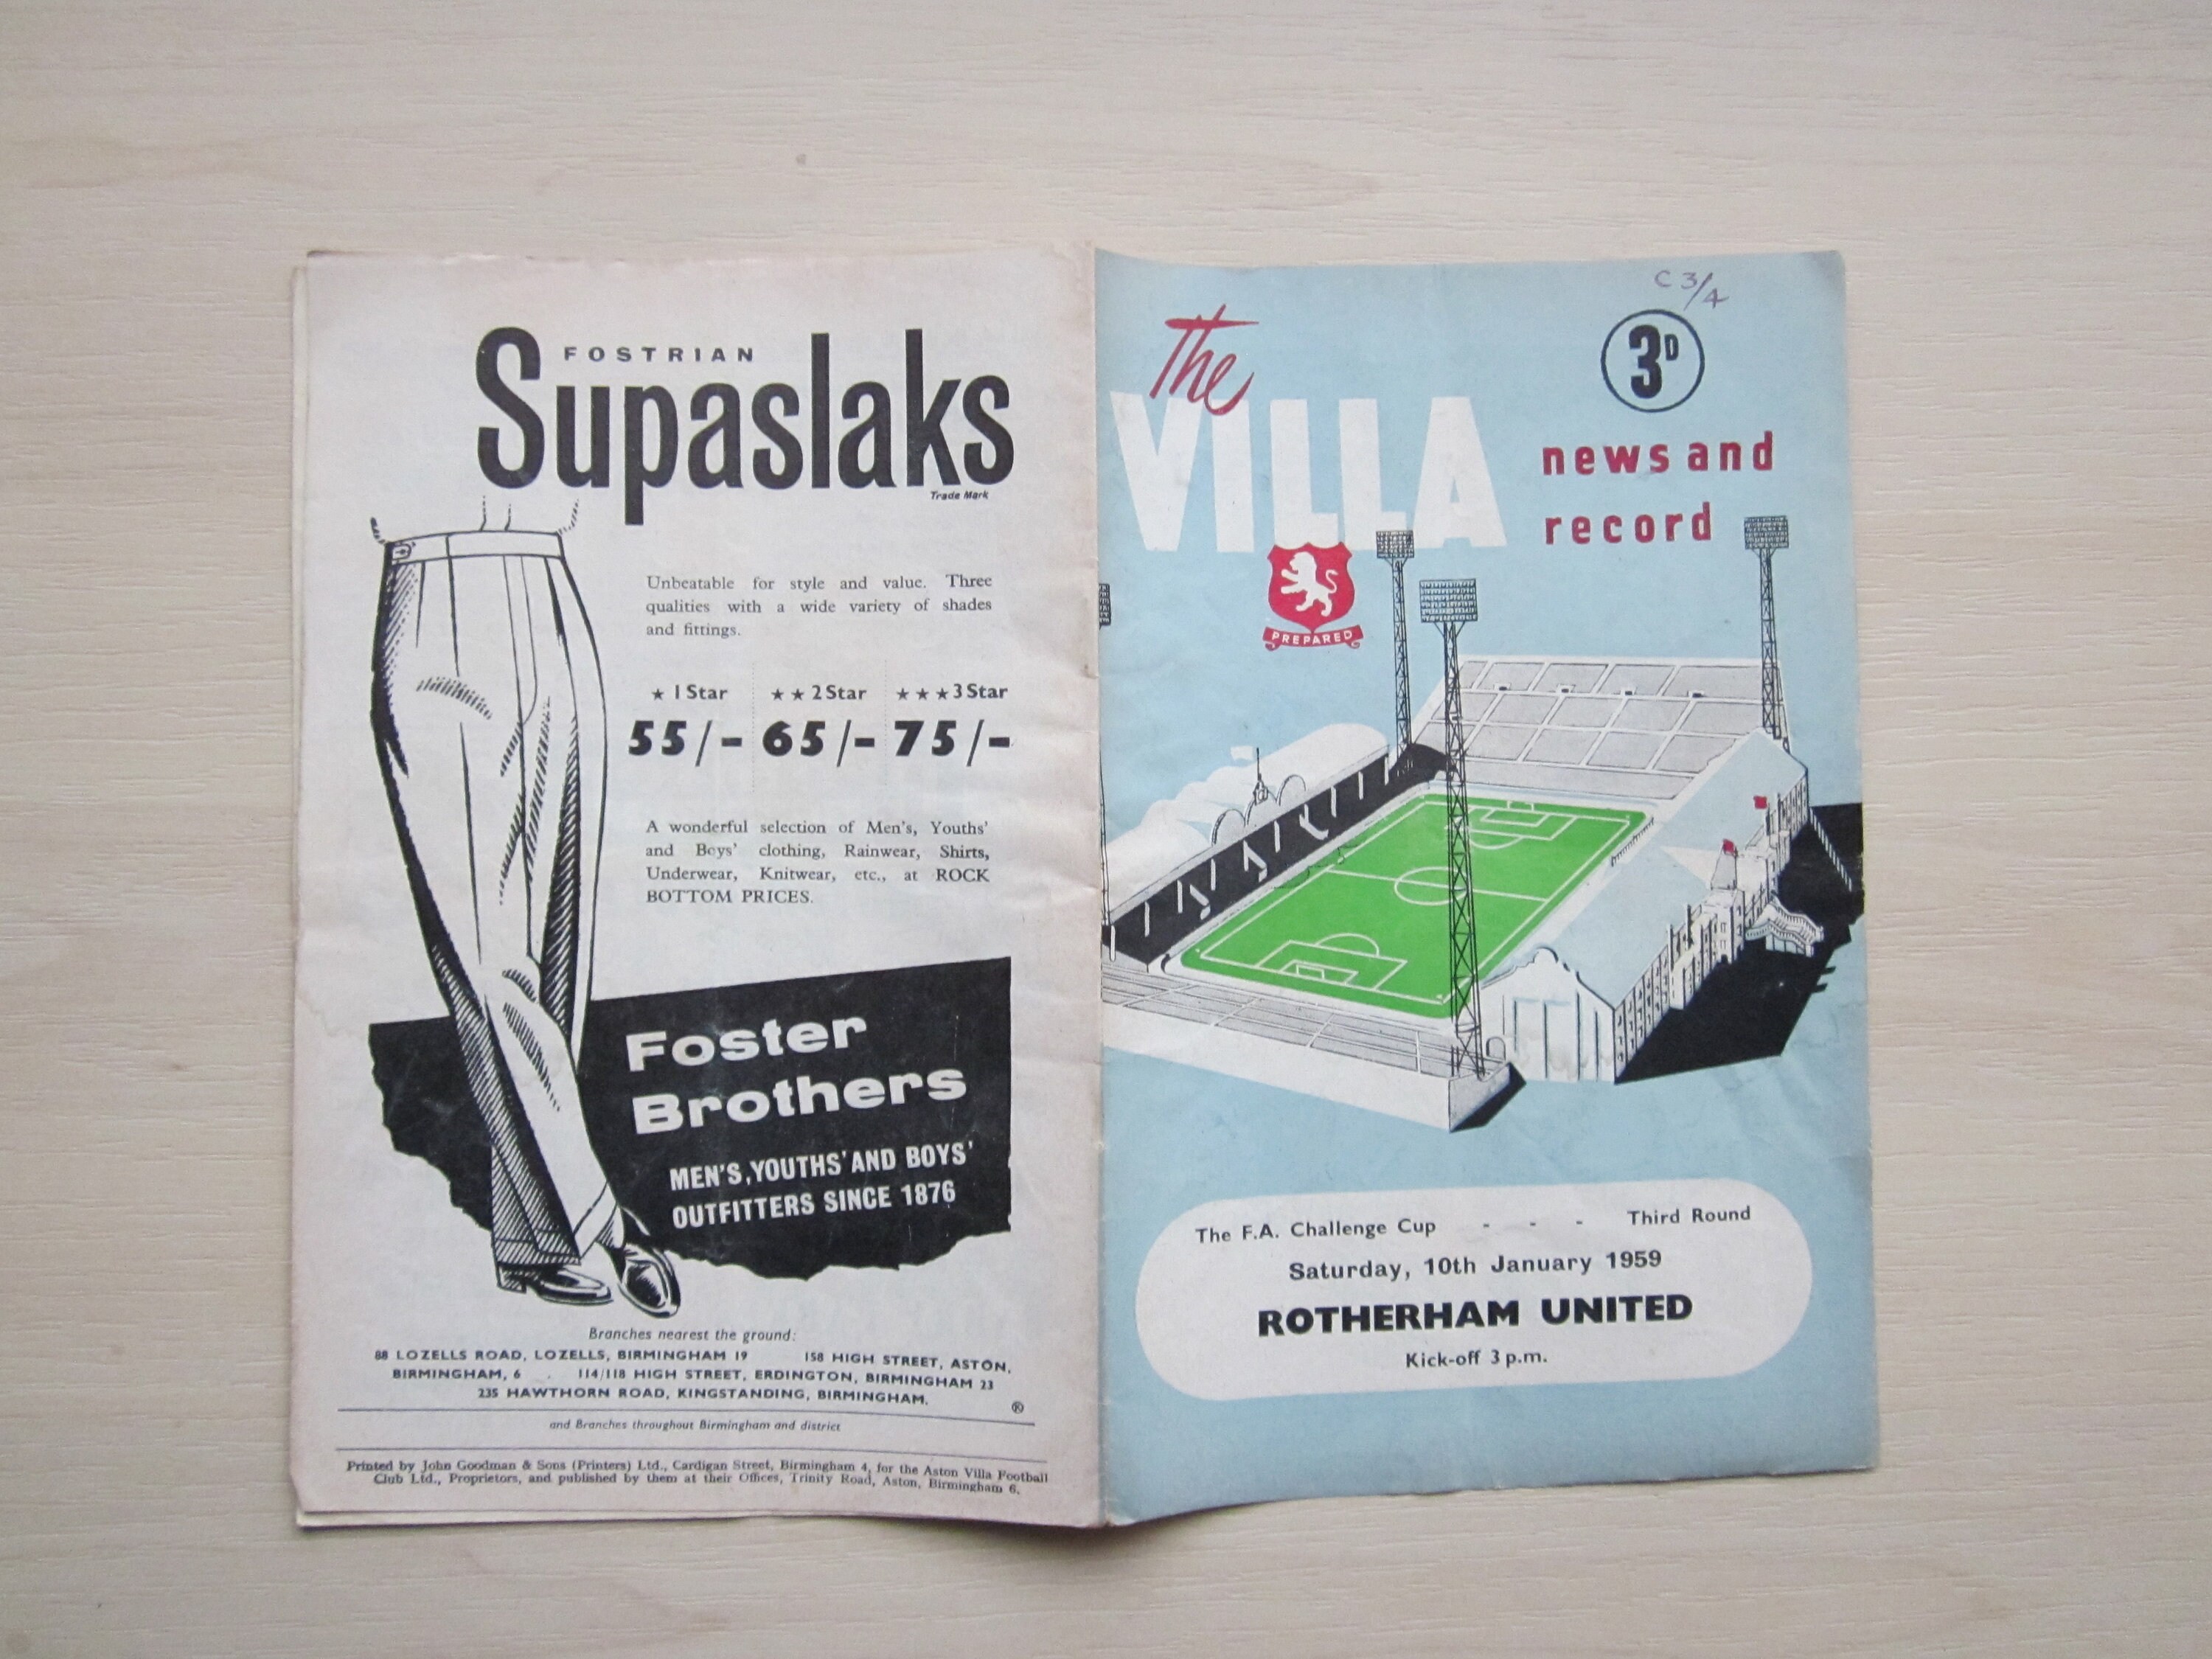 FOSTRIAN
Supaslaks
Trade Mark
Unbeatable for style and value. Three
qualities with a wide variety of shades
and fittings.
★ 1 Star ★ ★ 2 Star ★ ★ ★ 3 Star
55/- 65/- 75/-
A wonderful selection of Men's, Youths'
and Boys' clothing, Rainwear, Shirts,
Underwear, Knitwear, etc., at ROCK
BOTTOM PRICES.
Foster
Brothers
MEN'S, YOUTHS' AND BOYS'
OUTFITTERS SINCE 1876
Branches nearest the ground:
88 LOZELLS ROAD, LOZELLS, BIRMINGHAM 19 158 HIGH STREET, ASTON,
BIRMINGHAM, 6 . 114/118 HIGH STREET, ERDINGTON, BIRMINGHAM 23
235 HAWTHORN ROAD, KINGSTANDING, BIRMINGHAM.
®
and Branches throughout Birmingham and district
Printed by John Goodman & Sons (Printers) Ltd., Cardigan Street, Birmingham 4, for the Aston Villa Football
Club Ltd., Proprietors, and published by them at their Offices, Trinity Road, Aston, Birmingham 6.
C 3/4
3D
The
VILLA
news and
record
PREPARED
The F.A. Challenge Cup - - - Third Round
Saturday, 10th January 1959
ROTHERHAM UNITED
Kick-off 3 p.m.